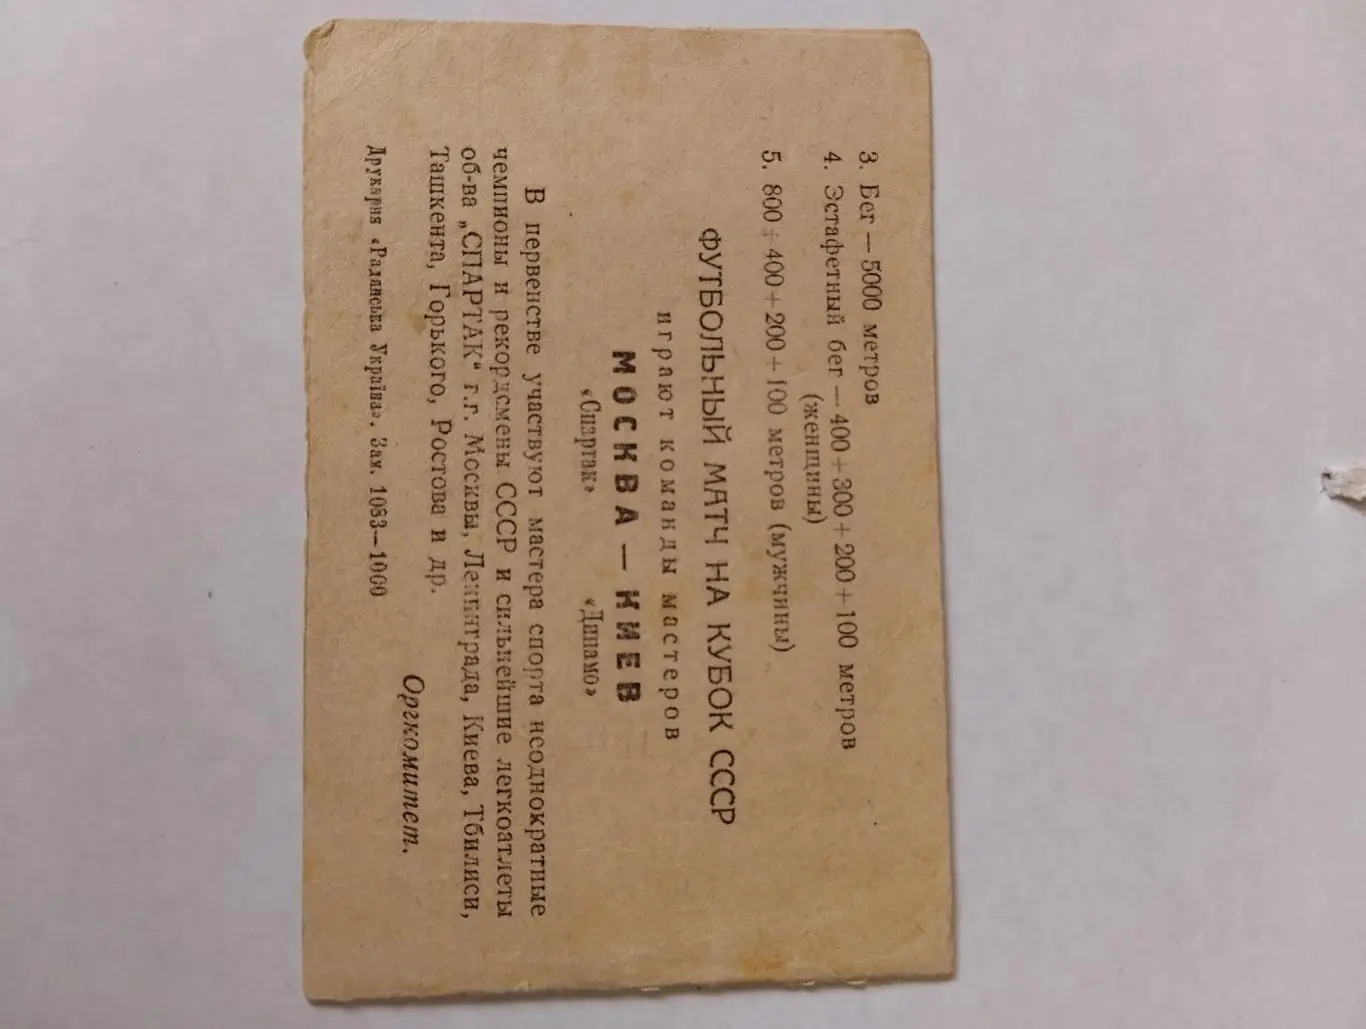 3. Бег — 5000 метров
4. Эстафетный бег — 400+300+200+100 метров
(женщины)
5. 800+400+200+100 метров (мужчины)
ФУТБОЛЬНЫЙ МАТЧ НА КУБОК СССР
играют команды мастеров
МОСКВА — КИЕВ
«Спартак» «Динамо»
В первенстве участвуют мастера спорта неоднократные
чемпионы и рекордсмены СССР и сильнейшие легкоатлеты
об-ва „СПАРТАК“ г.г. Москвы, Ленинграда, Киева, Тбилиси,
Ташкента, Горького, Ростова и др.
Оргкомитет.
Друкарня «Радянська Україна». Зам. 1083—1000